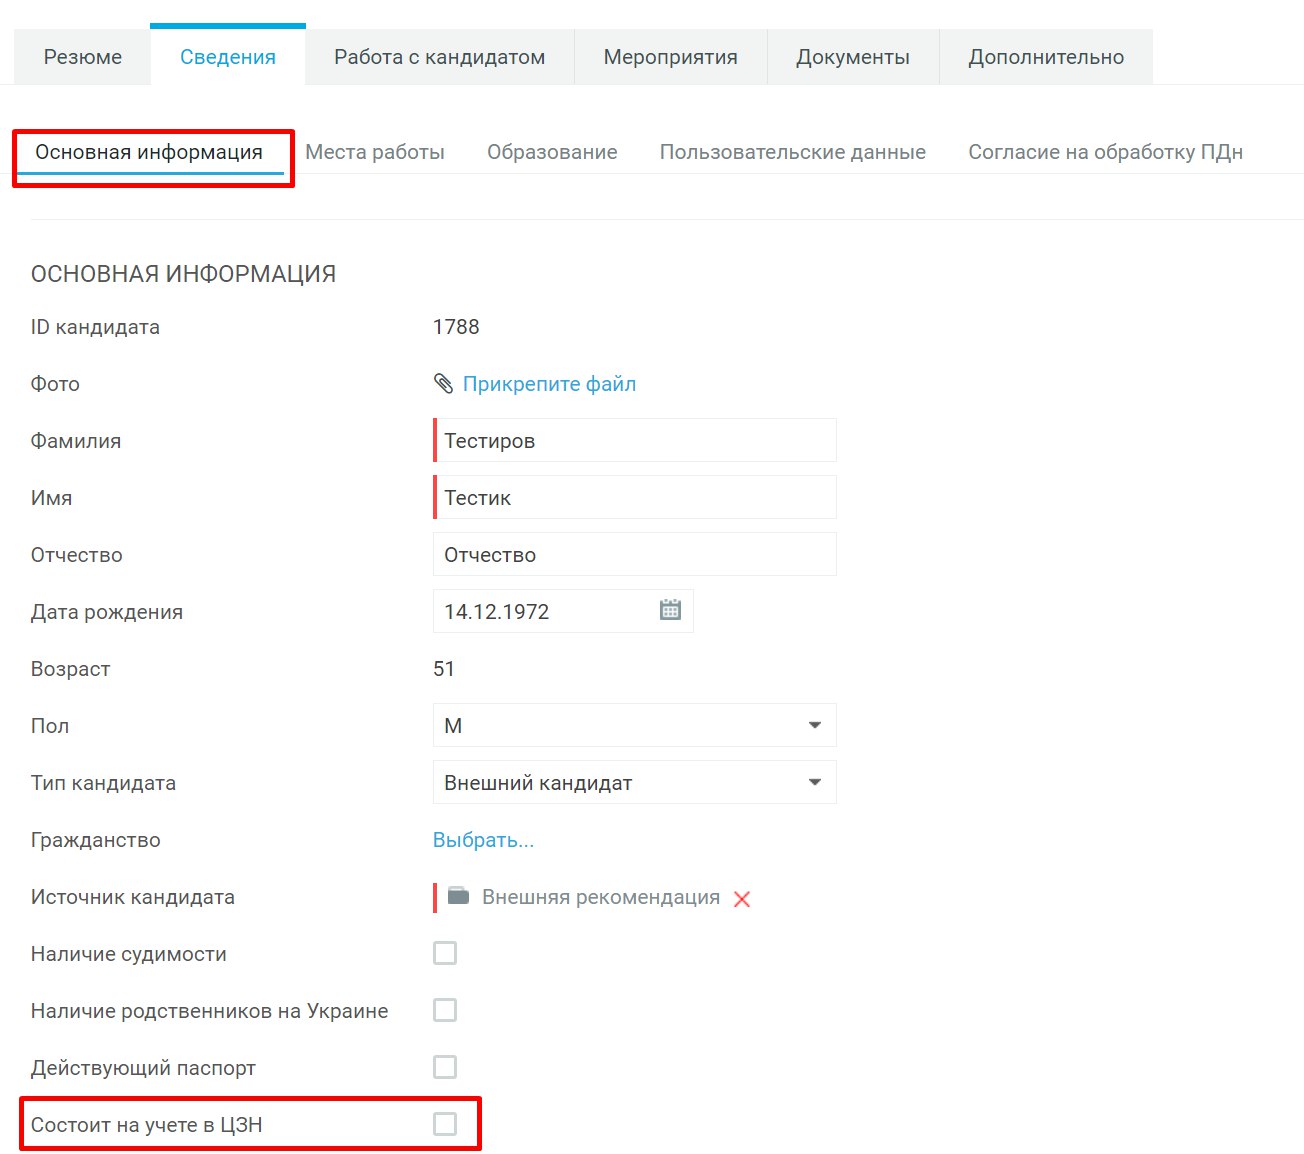 Резюме Сведения Работа с кандидатом Мероприятия Документы Дополнительно
Основная информация Места работы Образование Пользовательские данные Согласие на обработку ПДн
ОСНОВНАЯ ИНФОРМАЦИЯ
ID кандидата 1788
Фото Прикрепите файл
Фамилия Тестиров
Имя Тестик
Отчество Отчество
Дата рождения 14.12.1972
Возраст 51
Пол М
Тип кандидата Внешний кандидат
Гражданство Выбрать...
Источник кандидата Внешняя рекомендация
Наличие судимости
Наличие родственников на Украине
Действующий паспорт
Состоит на учете в ЦЗН